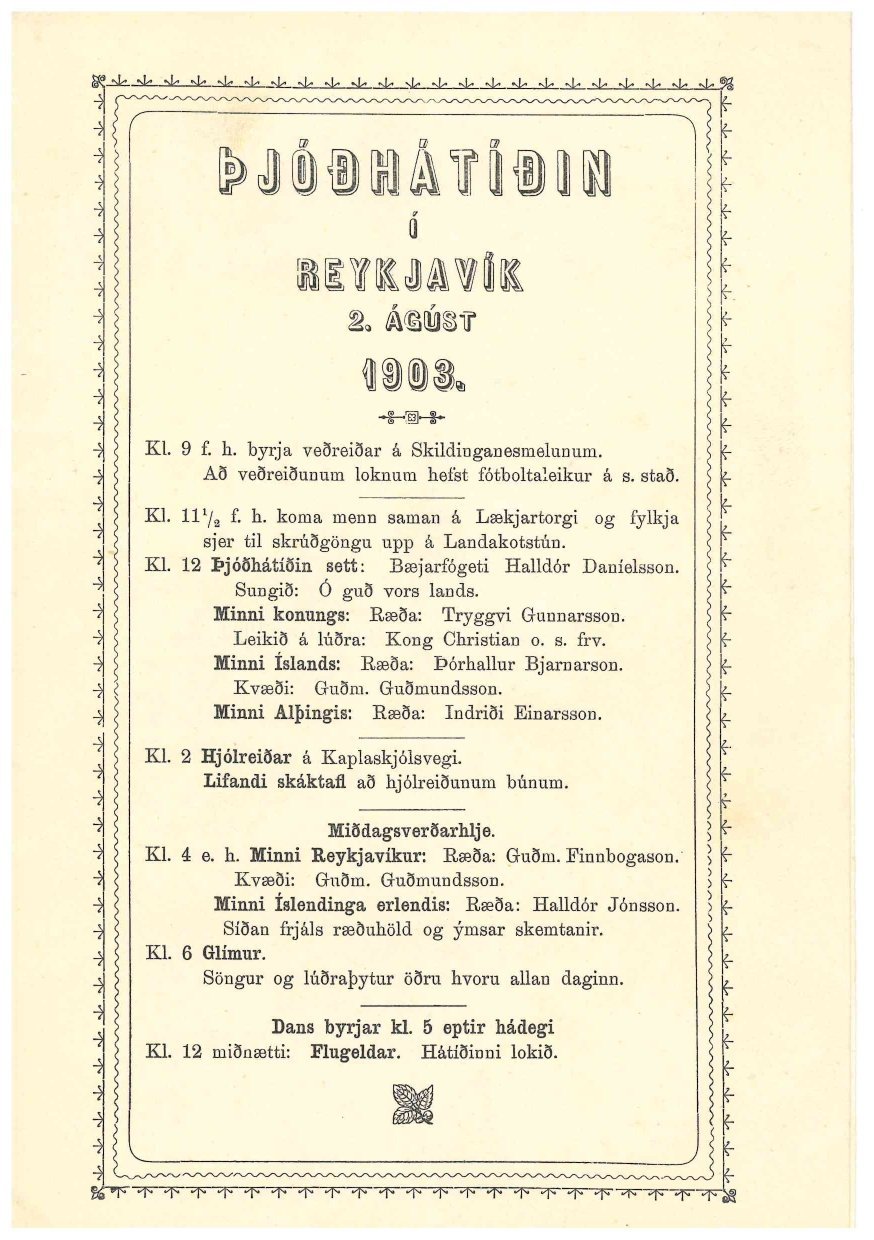 ÞJÓÐHÁTÍÐIN
Í
REYKJAVÍK
2. ÁGÚST
1903.
Kl. 9 f. h. byrja veðreiðar á Skildinganesmelunum.
Að veðreiðunum loknum hefst fótboltaleikur á s. stað.
Kl. 11 1/2 f. h. koma menn saman á Lækjartorgi og fylkja
sjer til skrúðgöngu upp á Landakotstún.
Kl. 12 Þjóðhátíðin sett: Bæjarfógeti Halldór Daníelsson.
Sungið: Ó guð vors lands.
Minni konungs: Ræða: Tryggvi Gunnarsson.
Leikið á lúðra: Kong Christian o. s. frv.
Minni Íslands: Ræða: Þórhallur Bjarnarson.
Kvæði: Guðm. Guðmundsson.
Minni Alþingis: Ræða: Indriði Einarsson.
Kl. 2 Hjólreiðar á Kaplaskjólsvegi.
Lifandi skáktafl að hjólreiðunum búnum.
Miðdagsverðarhlje.
Kl. 4 e. h. Minni Reykjavíkur: Ræða: Guðm. Finnbogason.
Kvæði: Guðm. Guðmundsson.
Minni Íslendinga erlendis: Ræða: Halldór Jónsson.
Síðan frjáls ræðuhöld og ýmsar skemtanir.
Kl. 6 Glímur.
Söngur og lúðraþytur öðru hvoru allan daginn.
Dans byrjar kl. 5 eptir hádegi
Kl. 12 miðnætti: Flugeldar. Hátíðinni lokið.